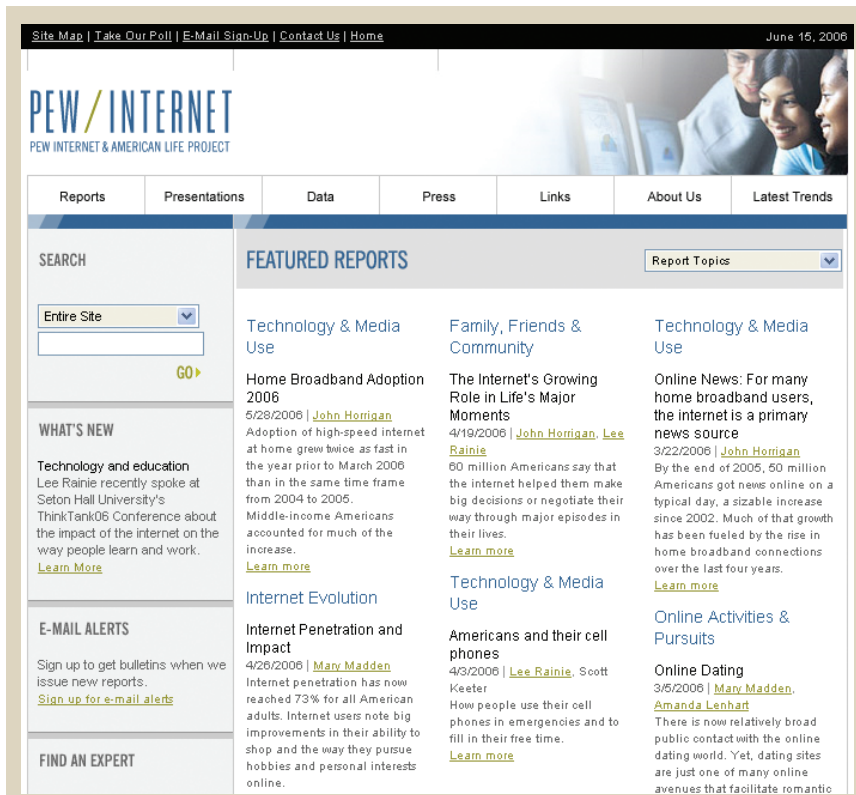 Site Map | Take Our Poll | E-Mail Sign-Up | Contact Us | Home
June 15, 2006
PEW/INTERNET
PEW INTERNET & AMERICAN LIFE PROJECT
Reports
Presentations
Data
Press
Links
About Us
Latest Trends
SEARCH
Entire Site
GO
WHAT'S NEW
Technology and education
Lee Rainie recently spoke at
Seton Hall University's
ThinkTank06 Conference about
the impact of the internet on the
way people learn and work.
Learn More
E-MAIL ALERTS
Sign up to get bulletins when we
issue new reports.
Sign up for e-mail alerts
FIND AN EXPERT
FEATURED REPORTS
Report Topics
Technology & Media
Use
Home Broadband Adoption
2006
5/28/2006 | John Horrigan
Adoption of high-speed internet
at home grew twice as fast in
the year prior to March 2006
than in the same time frame
from 2004 to 2005.
Middle-income Americans
accounted for much of the
increase.
Learn more
Internet Evolution
Internet Penetration and
Impact
4/26/2006 | Mary Madden
Internet penetration has now
reached 73% for all American
adults. Internet users note big
improvements in their ability to
shop and the way they pursue
hobbies and personal interests
online.
Family, Friends &
Community
The Internet's Growing
Role in Life's Major
Moments
4/19/2006 | John Horrigan, Lee
Rainie
60 million Americans say that
the internet helped them make
big decisions or negotiate their
way through major episodes in
their lives.
Learn more
Technology & Media
Use
Americans and their cell
phones
4/3/2006 | Lee Rainie, Scott
Keeter
How people use their cell
phones in emergencies and to
fill in their free time.
Learn more
Technology & Media
Use
Online News: For many
home broadband users,
the internet is a primary
news source
3/22/2006 | John Horrigan
By the end of 2005, 50 million
Americans got news online on a
typical day, a sizable increase
since 2002. Much of that growth
has been fueled by the rise in
home broadband connections
over the last four years.
Learn more
Online Activities &
Pursuits
Online Dating
3/5/2006 | Mary Madden,
Amanda Lenhart
There is now relatively broad
public contact with the online
dating world. Yet, dating sites
are just one of many online
avenues that facilitate romantic